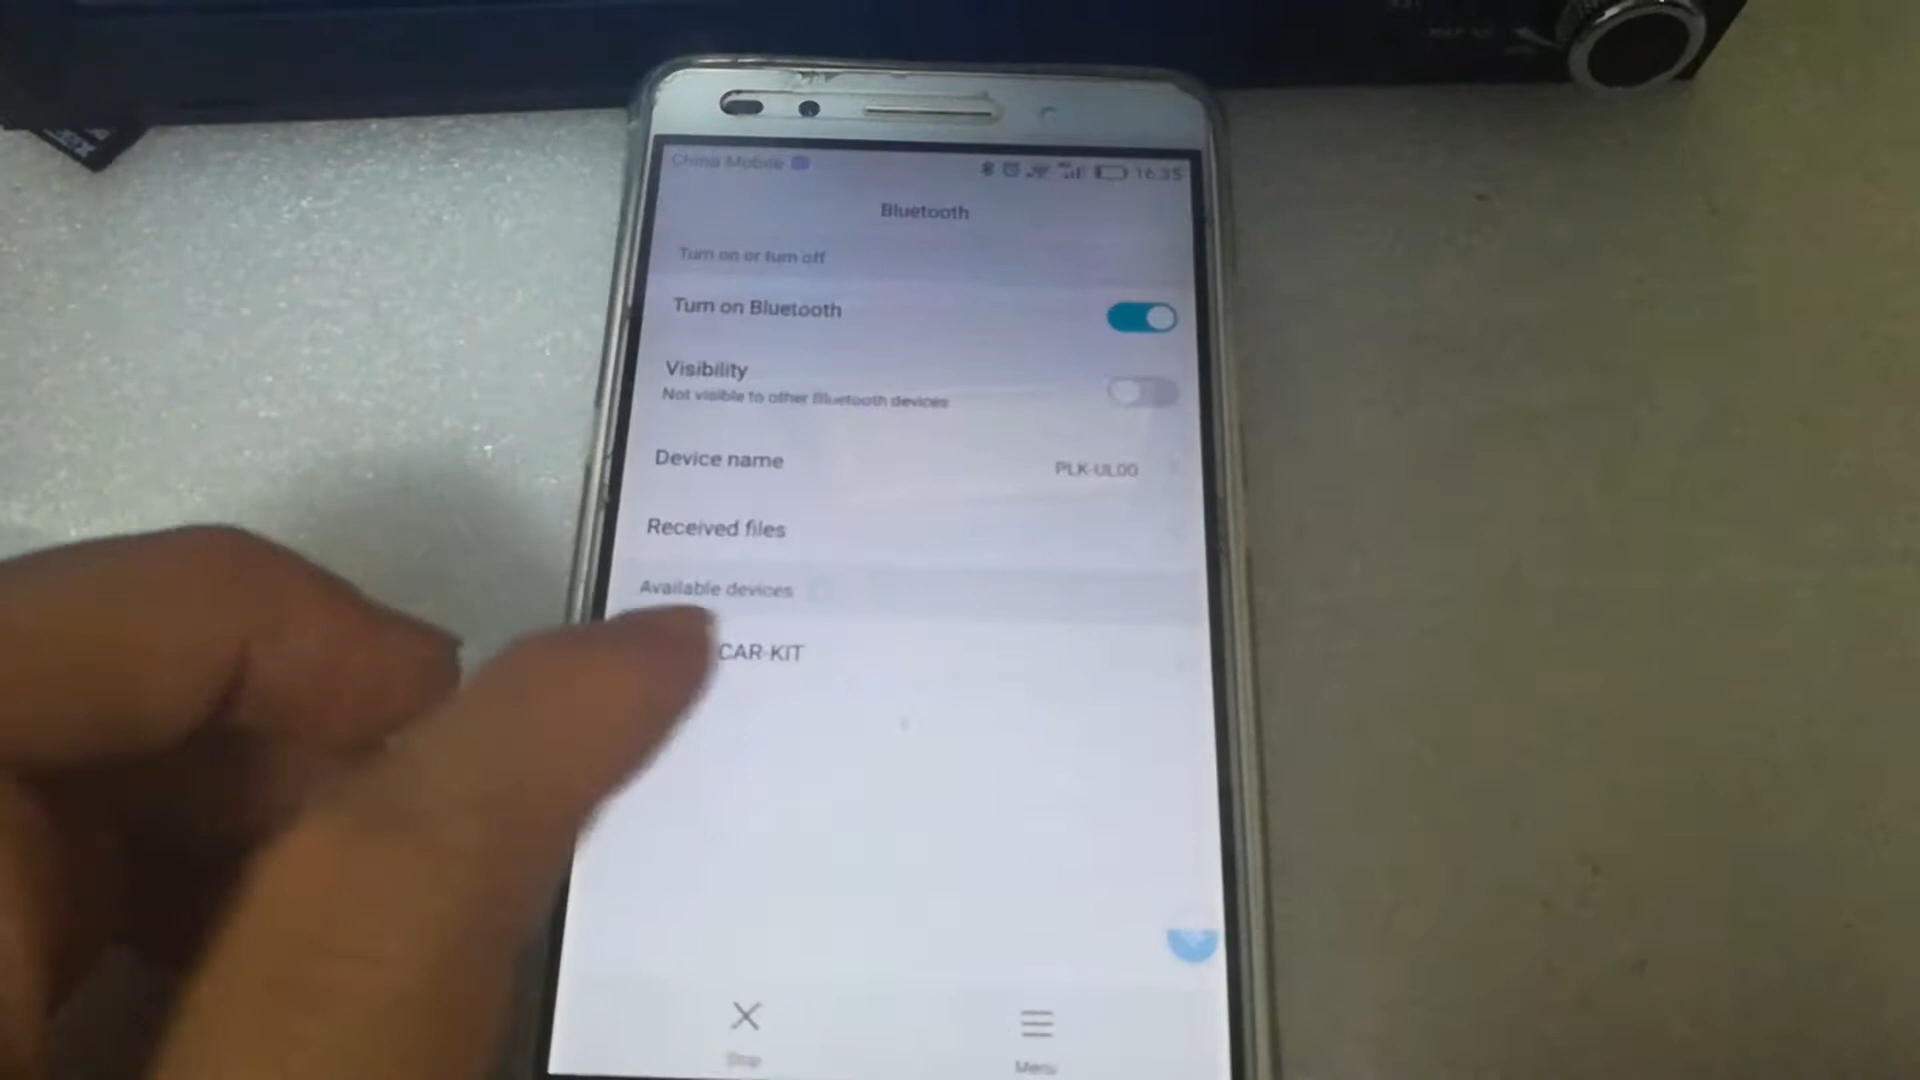 China Mobile 16:35
Bluetooth
Turn on or turn off
Turn on Bluetooth
Visibility
Not visible to other Bluetooth devices
Device name PLK-UL00
Received files
Available devices
CAR-KIT
Stop Menu